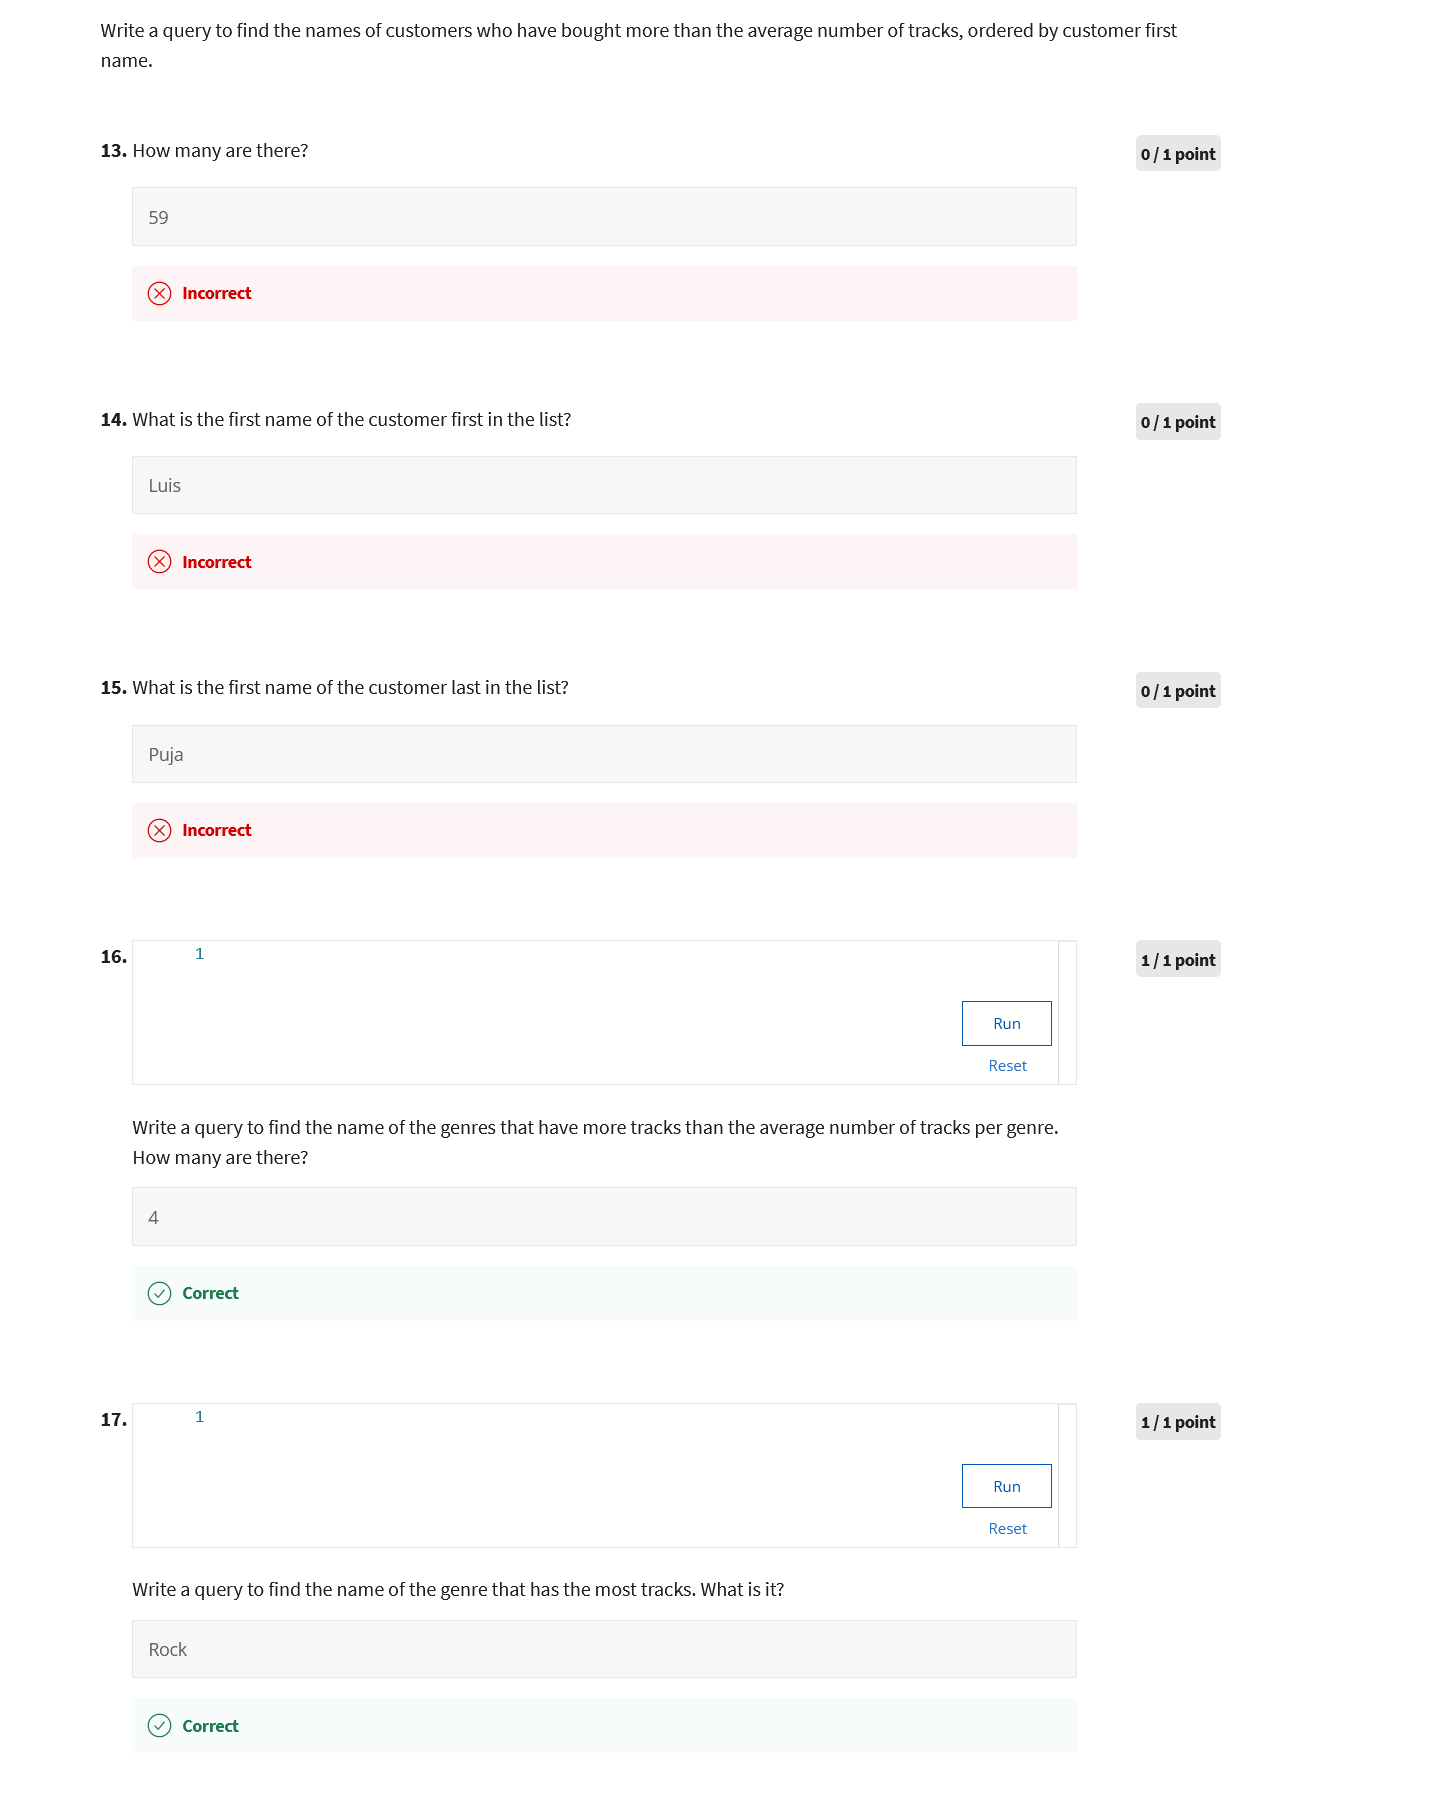 Write a query to find the names of customers who have bought more than the average number of tracks, ordered by customer first
name.
13. How many are there?
0 / 1 point
59
Incorrect
14. What is the first name of the customer first in the list?
0 / 1 point
Luis
Incorrect
15. What is the first name of the customer last in the list?
0 / 1 point
Puja
Incorrect
16.
1
1 / 1 point
Run
Reset
Write a query to find the name of the genres that have more tracks than the average number of tracks per genre.
How many are there?
4
Correct
17.
1
1 / 1 point
Run
Reset
Write a query to find the name of the genre that has the most tracks. What is it?
Rock
Correct